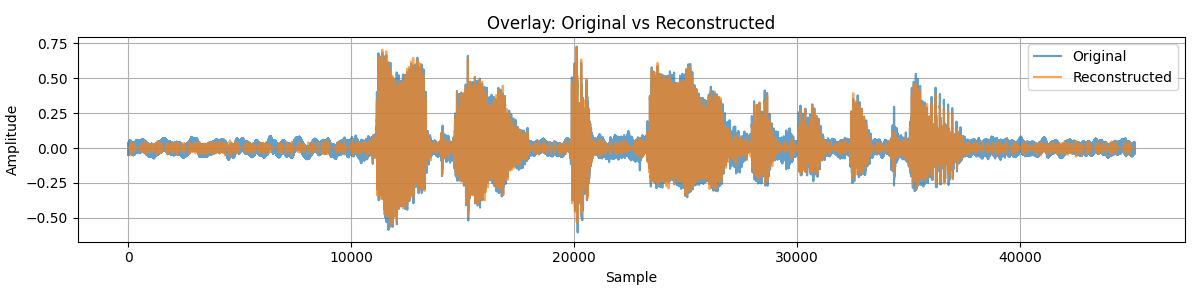 Overlay: Original vs Reconstructed
Original
Reconstructed
Amplitude
0.75
0.50
0.25
0.00
−0.25
−0.50
0
10000
20000
30000
40000
Sample